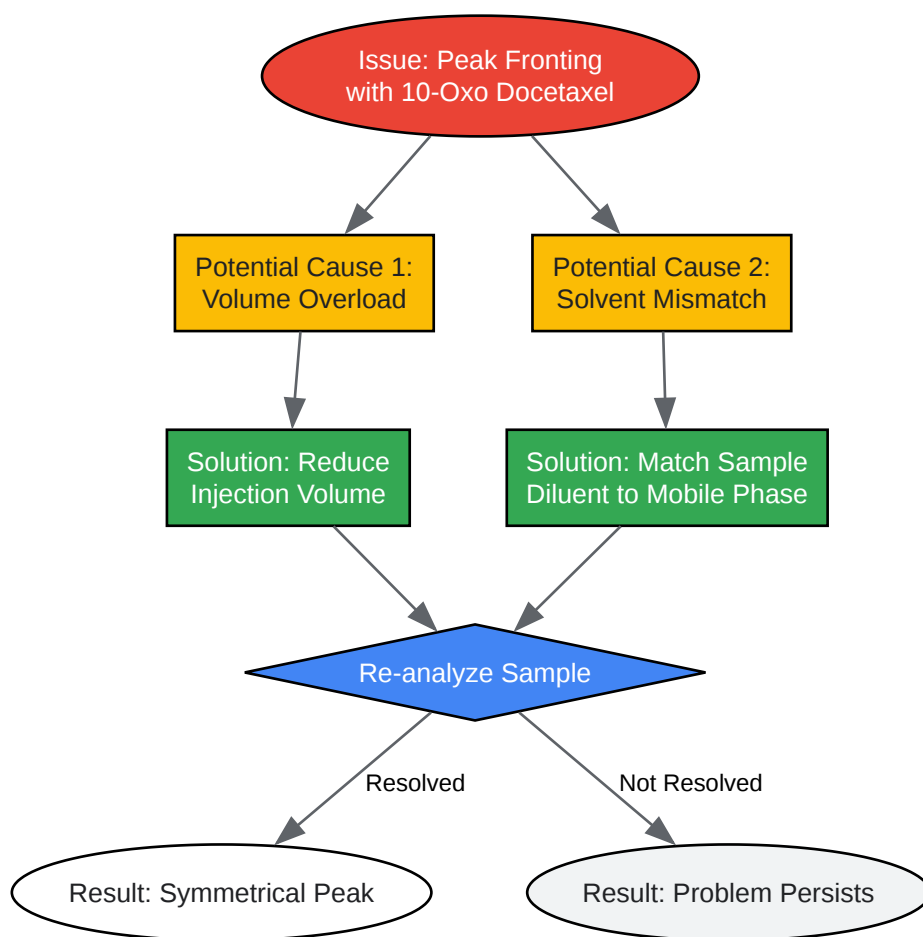 Issue: Peak Fronting
with 10-Oxo Docetaxel
Potential Cause 1:
Volume Overload
Potential Cause 2:
Solvent Mismatch
Solution: Reduce
Injection Volume
Solution: Match Sample
Diluent to Mobile Phase
Re-analyze Sample
Resolved
Not Resolved
Result: Symmetrical Peak
Result: Problem Persists